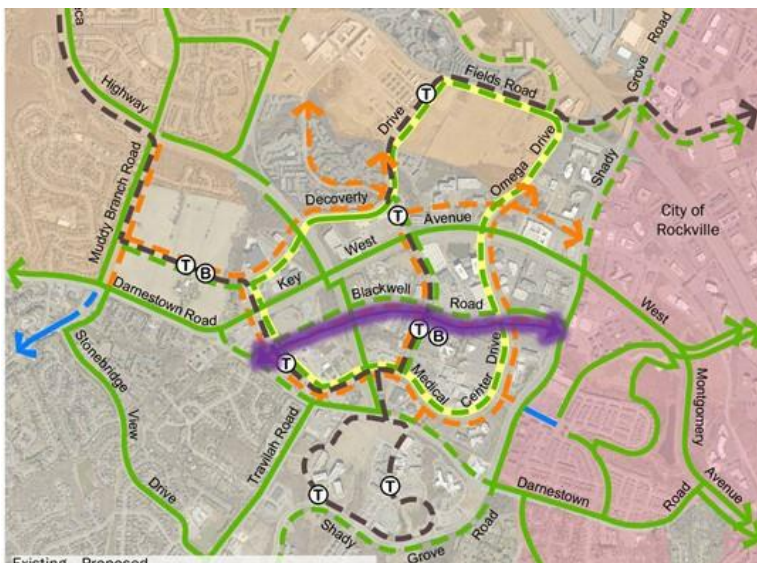 ica
Highway
Muddy Branch Road
Fields Road
Grove Road
Shady
Drive
Omega Drive
Decoverly
Avenue
City of
Rockville
Key West
Blackwell Road
West
Darnestown Road
Stonebridge
View
Drive
Medical
Center Drive
Travilah Road
Montgomery
Avenue
Darnestown
Road
Shady
Grove
Road
T
T
T
B
T
B
T
T
T
Existing Proposed